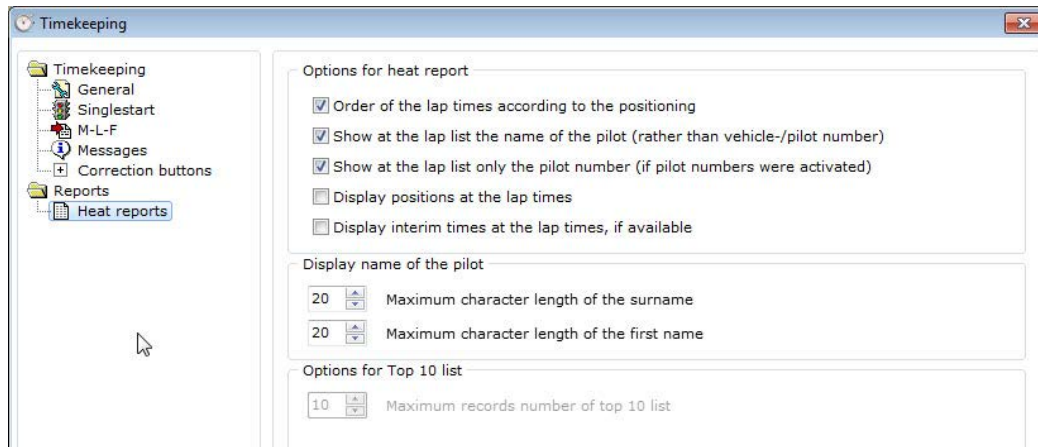 Timekeeping
Timekeeping
General
Singlestart
M-L-F
Messages
Correction buttons
Reports
Heat reports
Options for heat report
Order of the lap times according to the positioning
Show at the lap list the name of the pilot (rather than vehicle-/pilot number)
Show at the lap list only the pilot number (if pilot numbers were activated)
Display positions at the lap times
Display interim times at the lap times, if available
Display name of the pilot
20 Maximum character length of the surname
20 Maximum character length of the first name
Options for Top 10 list
10 Maximum records number of top 10 list